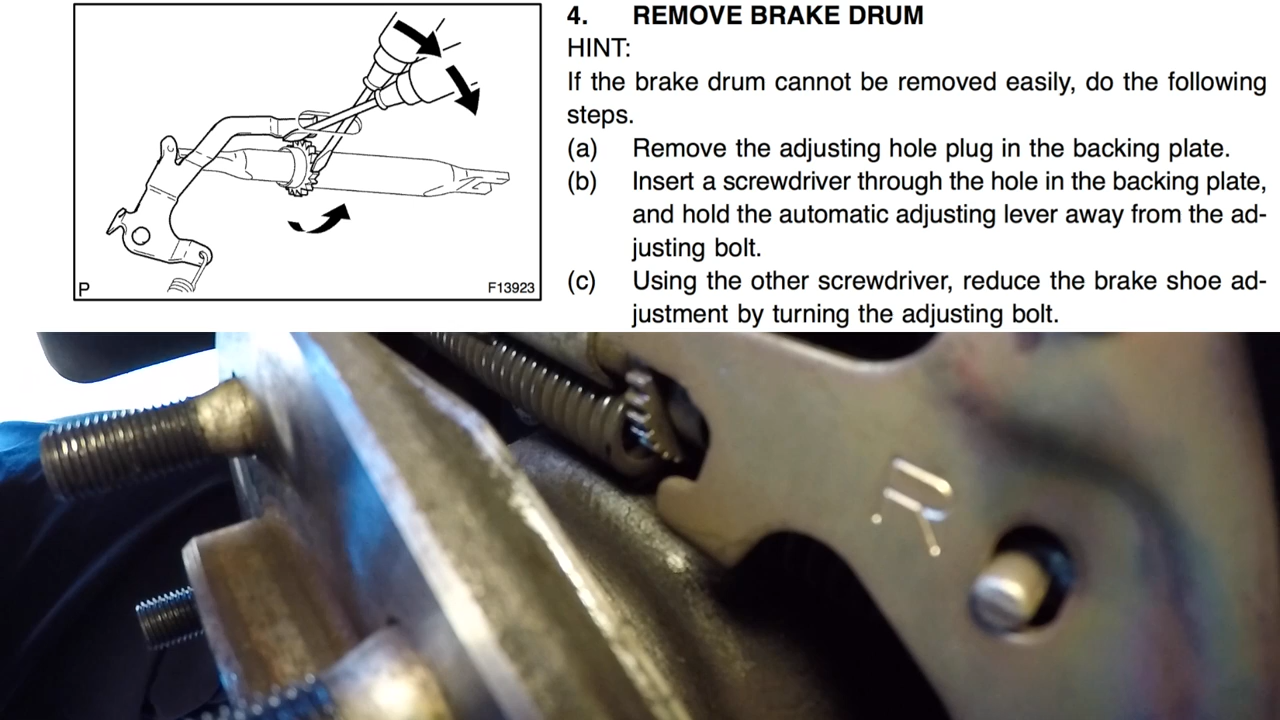 4. REMOVE BRAKE DRUM
HINT:
If the brake drum cannot be removed easily, do the following
steps.
(a) Remove the adjusting hole plug in the backing plate.
(b) Insert a screwdriver through the hole in the backing plate,
and hold the automatic adjusting lever away from the ad-
justing bolt.
(c) Using the other screwdriver, reduce the brake shoe ad-
justment by turning the adjusting bolt.
P F13923
R